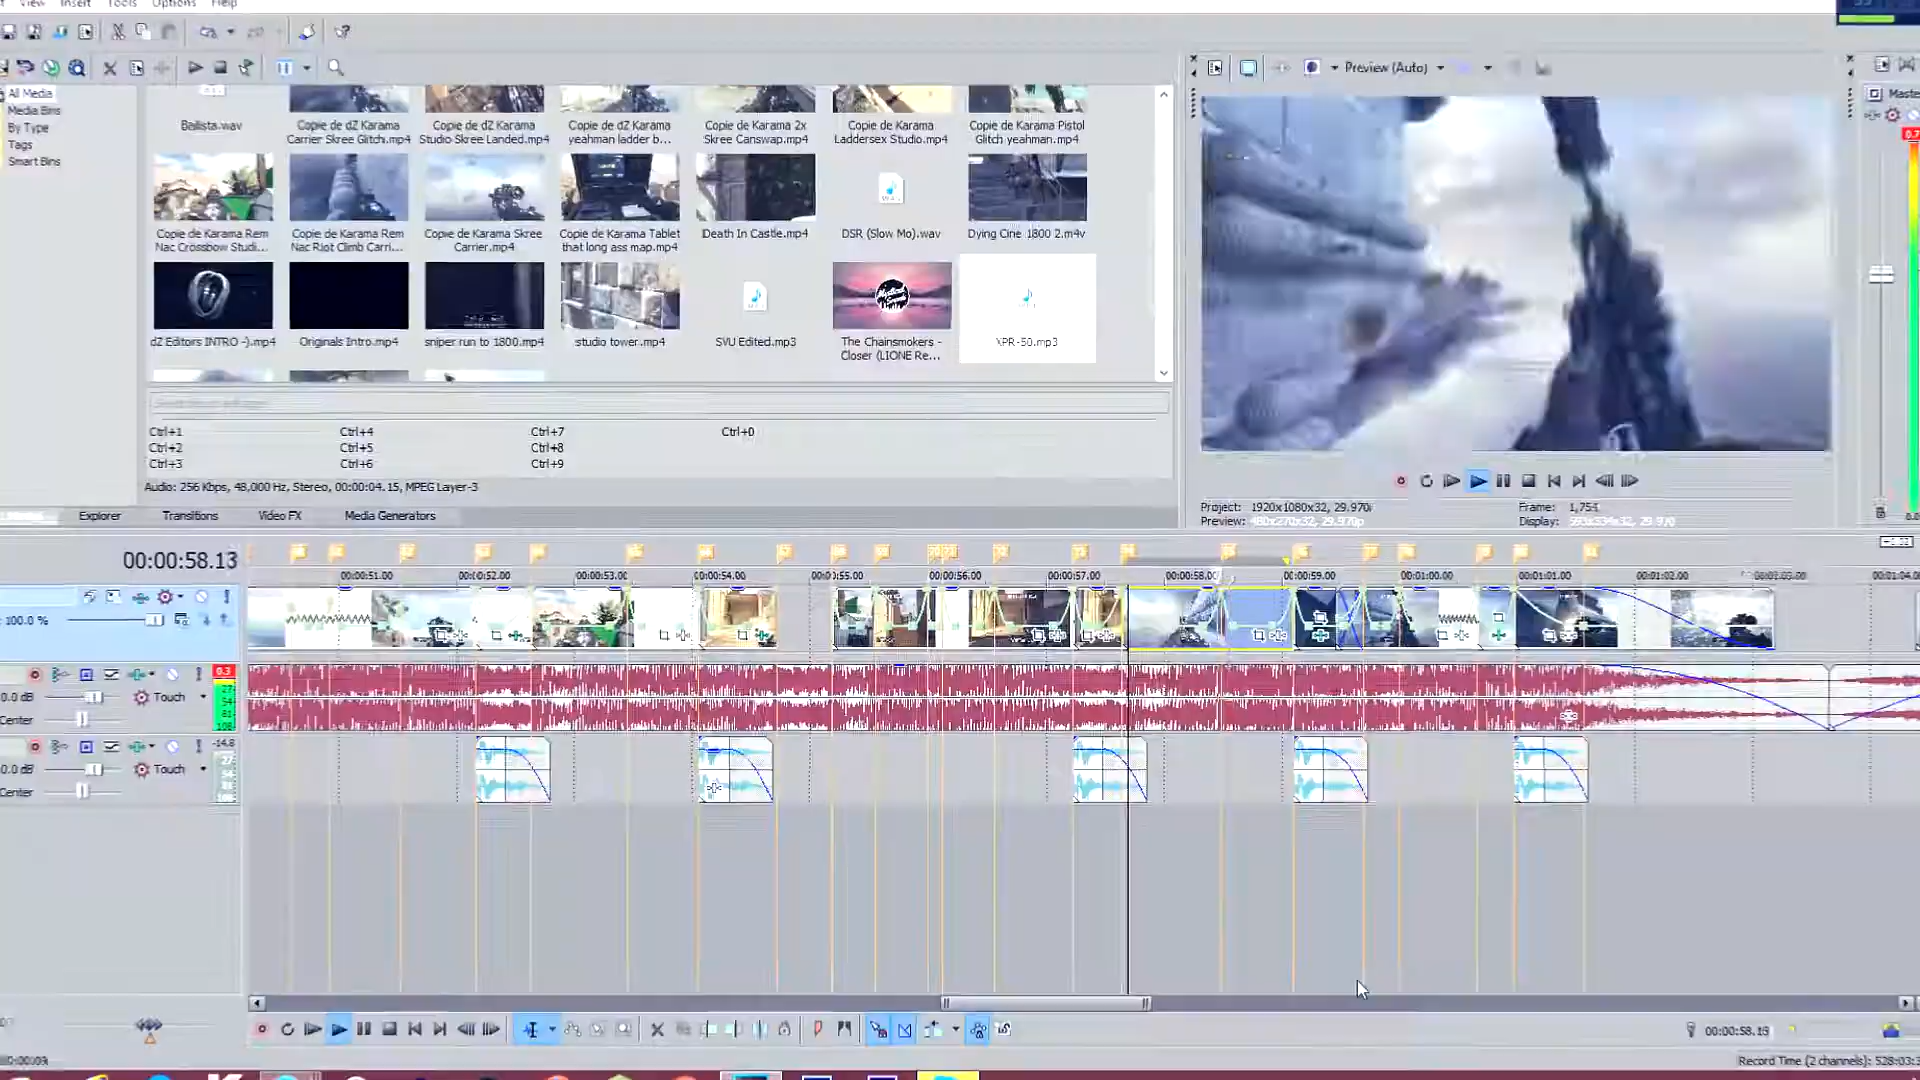 View Insert Tools Options Help
Preview (Auto)
All Media
Media Bins
By Type
Tags
Smart Bins
Ballista.wav
Copie de dZ Karama Carrier Skree Glitch.mp4
Copie de dZ Karama Studio Skree Landed.mp4
Copie de dZ Karama yeahman ladder b...
Copie de Karama 2x Skree Canswap.mp4
Copie de Karama Laddersex Studio.mp4
Copie de Karama Pistol Glitch yeahman.mp4
Copie de Karama Rem Nac Crossbow Studi...
Copie de Karama Rem Nac Riot Climb Carri...
Copie de Karama Skree Carrier.mp4
Copie de Karama Tablet that long ass map.mp4
Death In Castle.mp4
DSR (Slow Mo).wav
Dying Cine 1800 2.m4v
dZ Editors INTRO -).mp4
Originals Intro.mp4
sniper run to 1800.mp4
studio tower.mp4
SVU Edited.mp3
The Chainsmokers - Closer (LIONE Re...
XPR-50.mp3
Ctrl+1 Ctrl+4 Ctrl+7 Ctrl+0
Ctrl+2 Ctrl+5 Ctrl+8
Ctrl+3 Ctrl+6 Ctrl+9
Audio: 256 Kbps, 48,000 Hz, Stereo, 00:00:04.15, MPEG Layer-3
Explorer Transitions Video FX Media Generators
Project: 1920x1080x32, 29.970i
Frame: 1,753
Preview: 480x270x32, 29.970p
Display: 593x334x32, 29.970
00:00:58.13
00:00:51.00 00:00:52.00 00:00:53.00 00:00:54.00 00:00:55.00 00:00:56.00 00:00:57.00 00:00:58.00 00:00:59.00 00:01:00.00 00:01:01.00 00:01:02.00 00:01:03.00 00:01:04.0
100.0 %
0.3
0.0 dB Touch
Center
-14.8
0.0 dB Touch
Center
00:00:58.13
Record Time (2 channels): 528:03:3